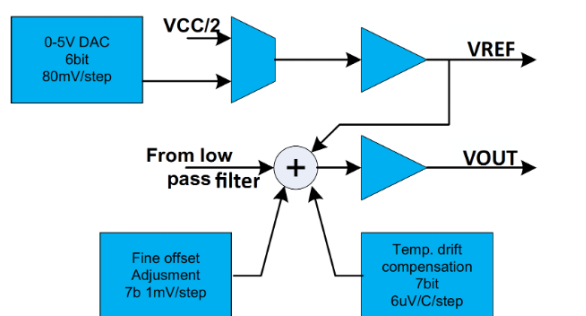 0-5V DAC
6bit
80mV/step
VCC/2
VREF
From low
pass filter
+
VOUT
Fine offset
Adjusment
7b 1mV/step
Temp. drift
compensation
7bit
6uV/C/step